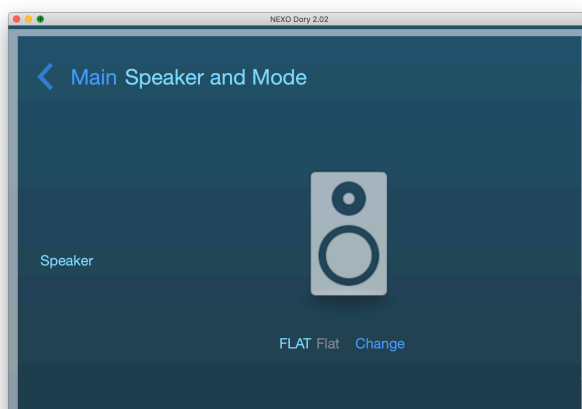 NEXO Dory 2.02
Main Speaker and Mode
Speaker
FLAT Flat Change